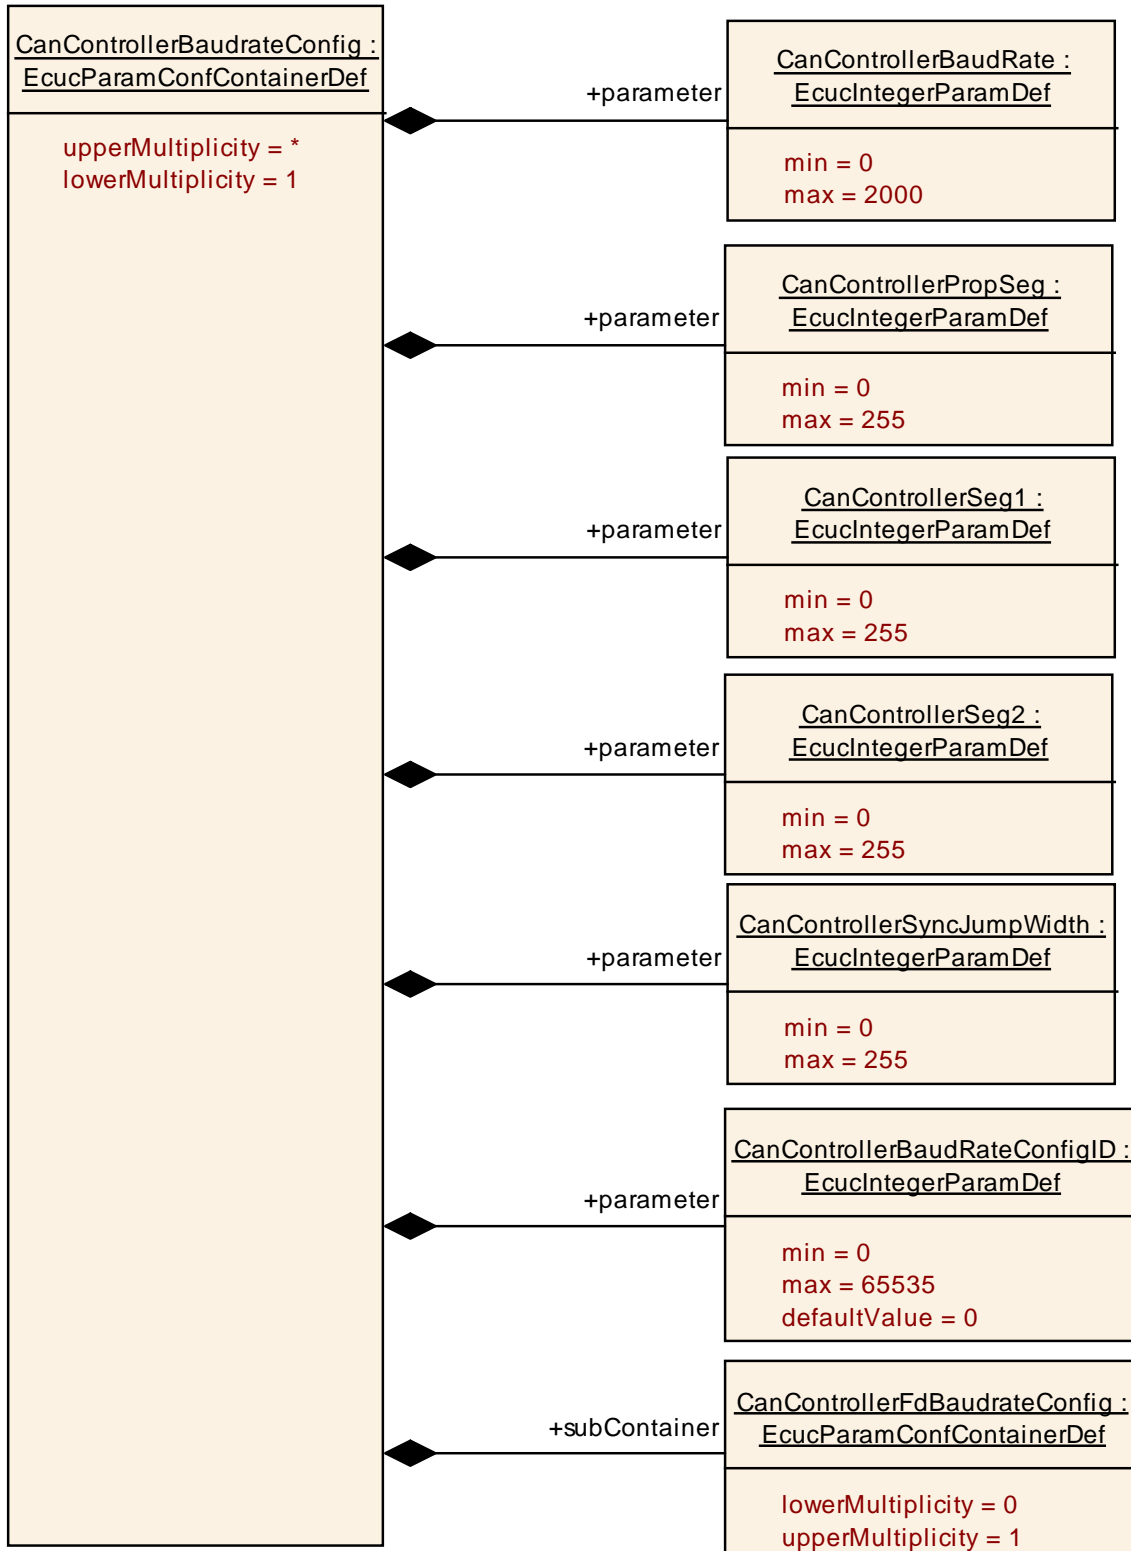 CanControllerBaudrateConfig :
EcucParamConfContainerDef
upperMultiplicity = *
lowerMultiplicity = 1
+parameter
CanControllerBaudRate :
EcucIntegerParamDef
min = 0
max = 2000
+parameter
CanControllerPropSeg :
EcucIntegerParamDef
min = 0
max = 255
+parameter
CanControllerSeg1 :
EcucIntegerParamDef
min = 0
max = 255
+parameter
CanControllerSeg2 :
EcucIntegerParamDef
min = 0
max = 255
+parameter
CanControllerSyncJumpWidth :
EcucIntegerParamDef
min = 0
max = 255
+parameter
CanControllerBaudRateConfigID :
EcucIntegerParamDef
min = 0
max = 65535
defaultValue = 0
+subContainer
CanControllerFdBaudrateConfig :
EcucParamConfContainerDef
lowerMultiplicity = 0
upperMultiplicity = 1